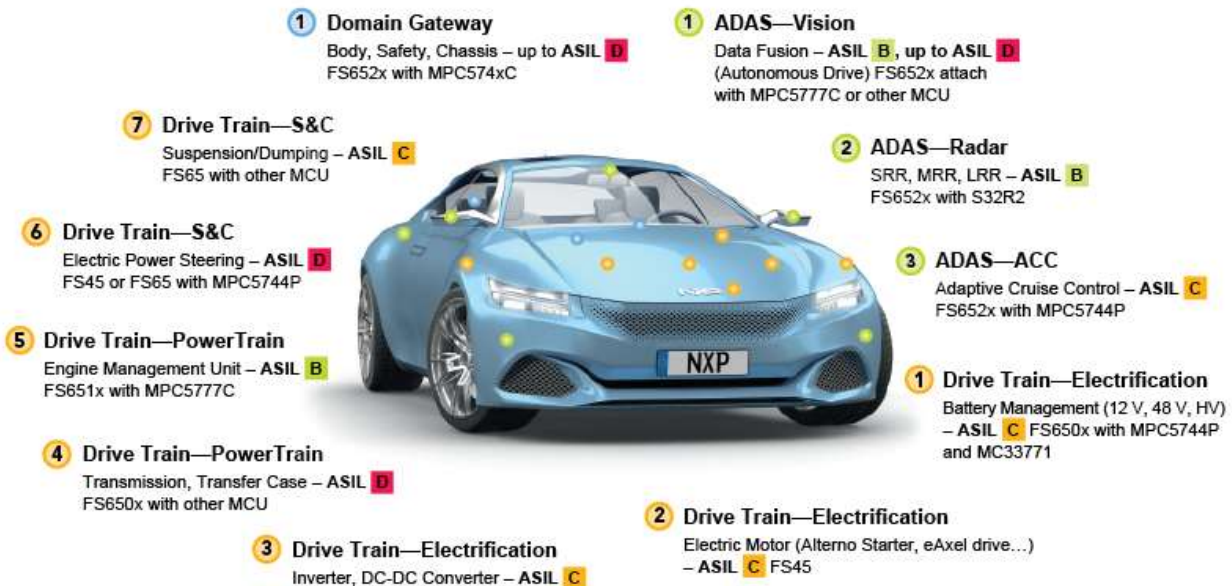 1 Domain Gateway
Body, Safety, Chassis – up to ASIL D
FS652x with MPC574xC
1 ADAS—Vision
Data Fusion – ASIL B, up to ASIL D
(Autonomous Drive) FS652x attach
with MPC5777C or other MCU
7 Drive Train—S&C
Suspension/Dumping – ASIL C
FS65 with other MCU
2 ADAS—Radar
SRR, MRR, LRR – ASIL B
FS652x with S32R2
6 Drive Train—S&C
Electric Power Steering – ASIL D
FS45 or FS65 with MPC5744P
3 ADAS—ACC
Adaptive Cruise Control – ASIL C
FS652x with MPC5744P
5 Drive Train—PowerTrain
Engine Management Unit – ASIL B
FS651x with MPC5777C
NXP
NXP
1 Drive Train—Electrification
Battery Management (12 V, 48 V, HV)
– ASIL C FS650x with MPC5744P
and MC33771
4 Drive Train—PowerTrain
Transmission, Transfer Case – ASIL D
FS650x with other MCU
2 Drive Train—Electrification
Electric Motor (Alterno Starter, eAxel drive…)
– ASIL C FS45
3 Drive Train—Electrification
Inverter, DC-DC Converter – ASIL C